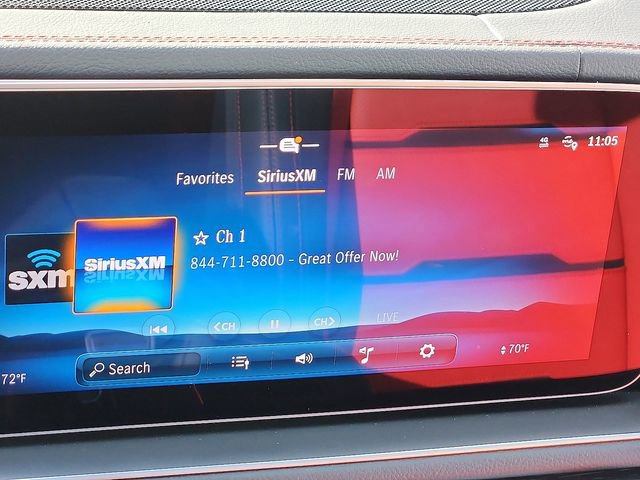 4G
11:05
Favorites SiriusXM FM AM
sxm
SiriusXM
Ch 1
844-711-8800 - Great Offer Now!
<CH
CH>
LIVE
72°F
Search
70°F